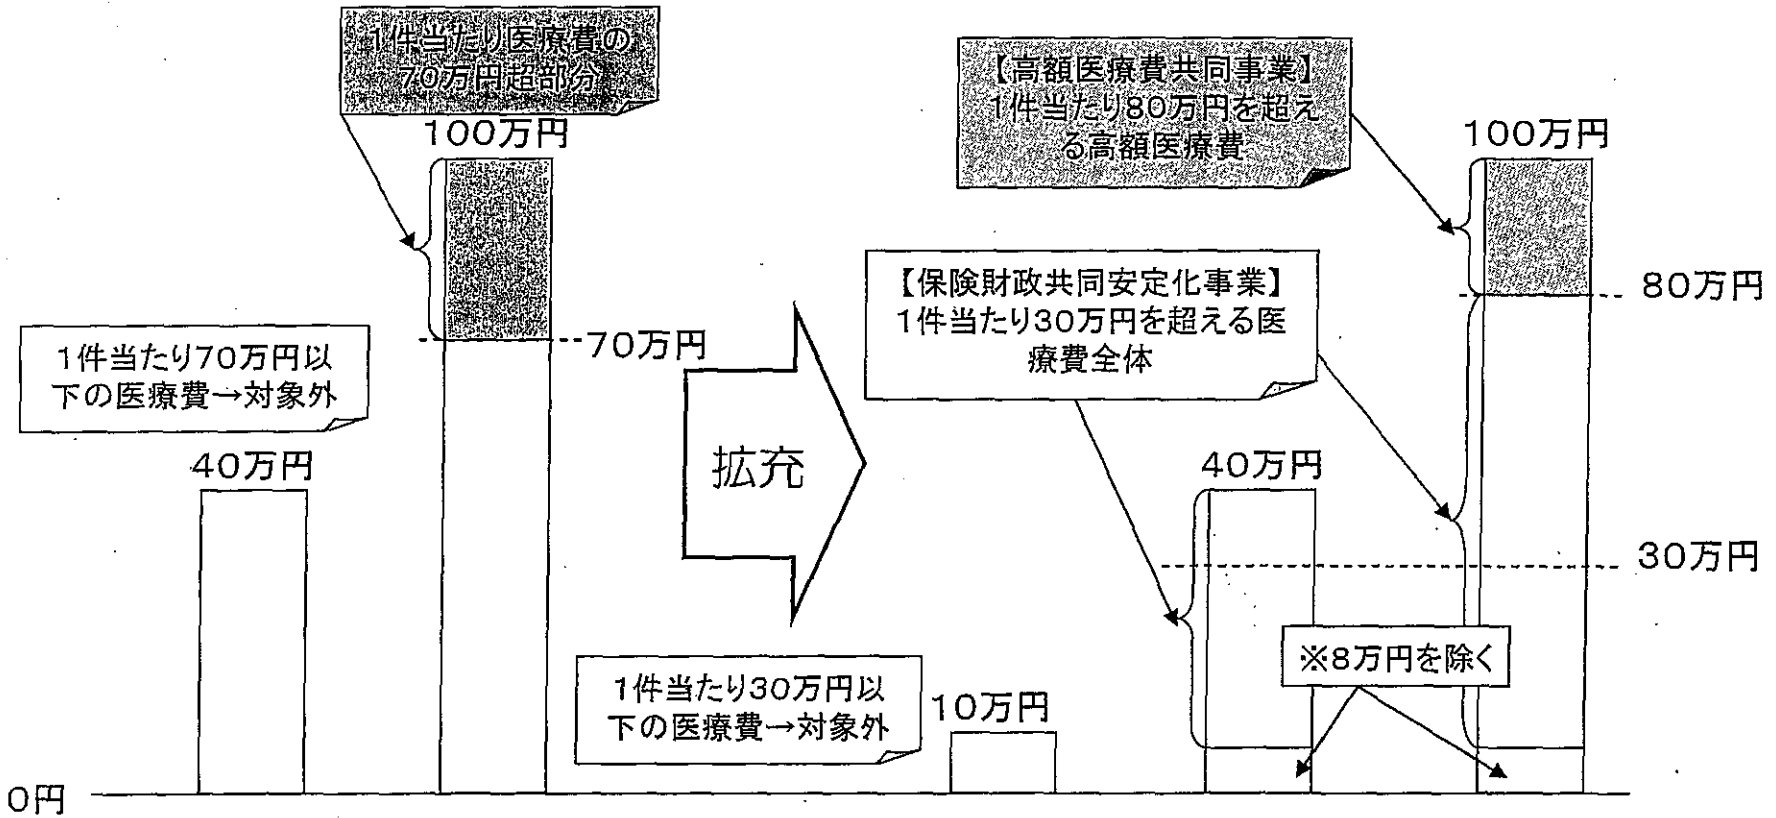 1件当たり医療費の
70万円超部分
100万円
70万円
1件当たり70万円以
下の医療費→対象外
40万円
0円
拡充
【高額医療費共同事業】
1件当たり80万円を超え
る高額医療費
100万円
80万円
【保険財政共同安定化事業】
1件当たり30万円を超える医
療費全体
40万円
30万円
※8万円を除く
1件当たり30万円以
下の医療費→対象外
10万円